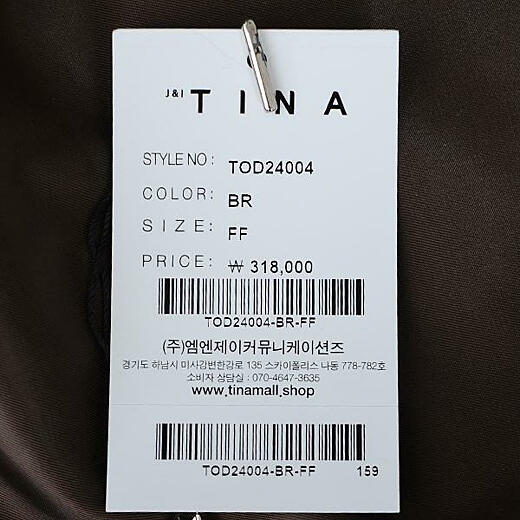 J&I TINA
STYLE NO: TOD24004
COLOR: BR
SIZE: FF
PRICE: ₩ 318,000
TOD24004-BR-FF
(주)엠엔제이커뮤니케이션즈
경기도 하남시 미사강변한강로 135 스카이폴리스 나동 778-782호
소비자 상담실 : 070-4647-3635
www.tinamall.shop
TOD24004-BR-FF 159